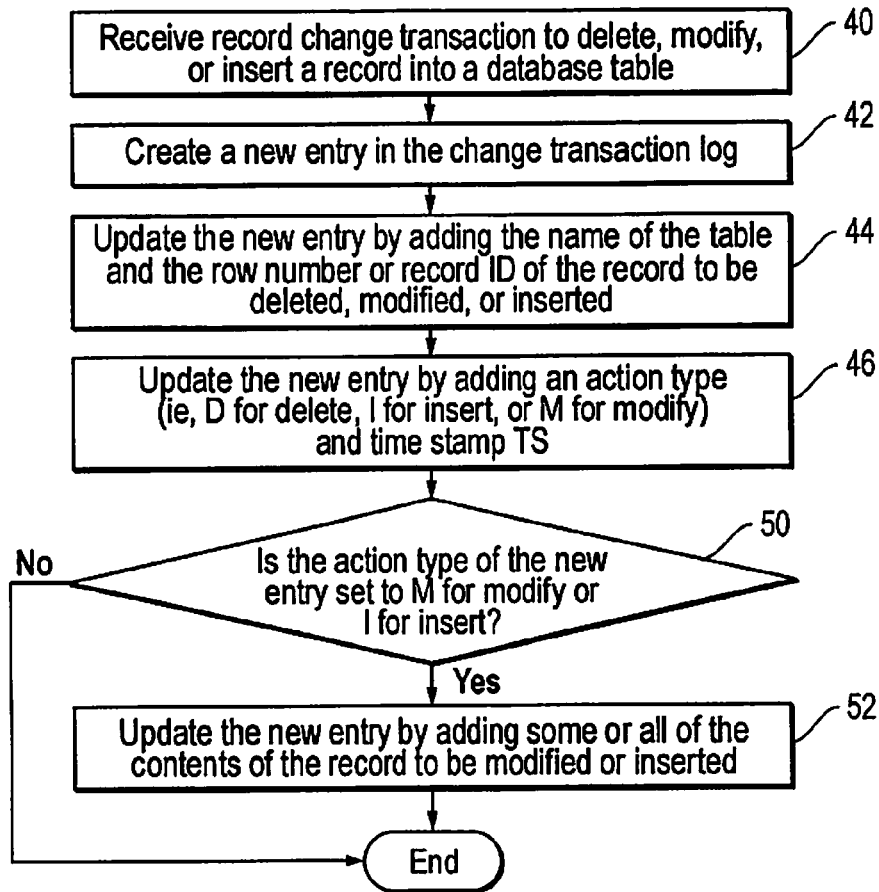 Receive record change transaction to delete, modify,
or insert a record into a database table
40
Create a new entry in the change transaction log
42
Update the new entry by adding the name of the table
and the row number or record ID of the record to be
deleted, modified, or inserted
44
Update the new entry by adding an action type
(ie, D for delete, I for insert, or M for modify)
and time stamp TS
46
Is the action type of the new
entry set to M for modify or
I for insert?
50
No
Yes
Update the new entry by adding some or all of the
contents of the record to be modified or inserted
52
End